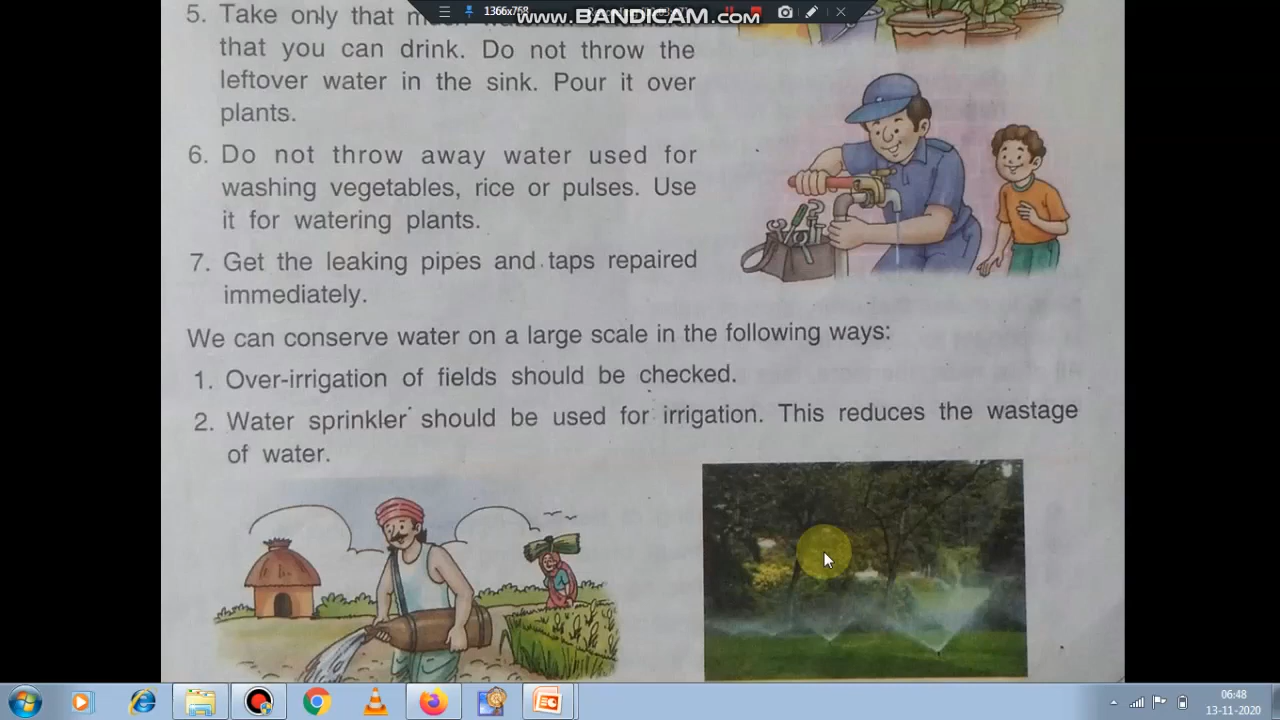 1366x768
www.BANDICAM.com
5. Take only that
that you can drink. Do not throw the
leftover water in the sink. Pour it over
plants.
6. Do not throw away water used for
washing vegetables, rice or pulses. Use
it for watering plants.
7. Get the leaking pipes and taps repaired
immediately.
We can conserve water on a large scale in the following ways:
1. Over-irrigation of fields should be checked.
2. Water sprinkler should be used for irrigation. This reduces the wastage
of water.
06:48
13-11-2020